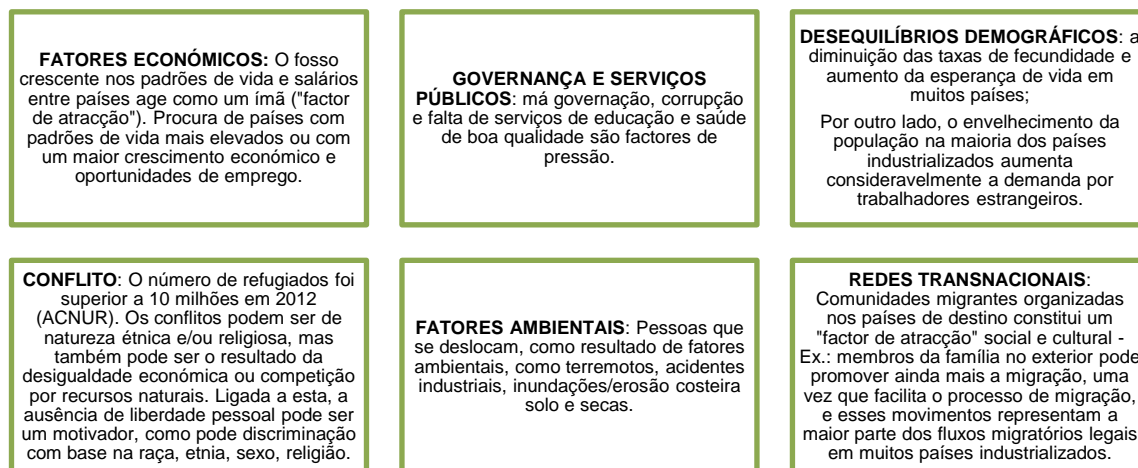 FATORES ECONÓMICOS: O fosso
crescente nos padrões de vida e salários
entre países age como um ímã ("factor
de atracção"). Procura de países com
padrões de vida mais elevados ou com
um maior crescimento económico e
oportunidades de emprego.
GOVERNANÇA E SERVIÇOS
PÚBLICOS: má governação, corrupção
e falta de serviços de educação e saúde
de boa qualidade são factores de
pressão.
DESEQUILÍBRIOS DEMOGRÁFICOS: a
diminuição das taxas de fecundidade e
aumento da esperança de vida em
muitos países;
Por outro lado, o envelhecimento da
população na maioria dos países
industrializados aumenta
consideravelmente a demanda por
trabalhadores estrangeiros.
CONFLITO: O número de refugiados foi
superior a 10 milhões em 2012
(ACNUR). Os conflitos podem ser de
natureza étnica e/ou religiosa, mas
também pode ser o resultado da
desigualdade económica ou competição
por recursos naturais. Ligada a esta, a
ausência de liberdade pessoal pode ser
um motivador, como pode discriminação
com base na raça, etnia, sexo, religião.
FATORES AMBIENTAIS: Pessoas que
se deslocam, como resultado de fatores
ambientais, como terremotos, acidentes
industriais, inundações/erosão costeira
solo e secas.
REDES TRANSNACIONAIS:
Comunidades migrantes organizadas
nos países de destino constitui um
"factor de atracção" social e cultural -
Ex.: membros da família no exterior pode
promover ainda mais a migração, uma
vez que facilita o processo de migração,
e esses movimentos representam a
maior parte dos fluxos migratórios legais
em muitos países industrializados.